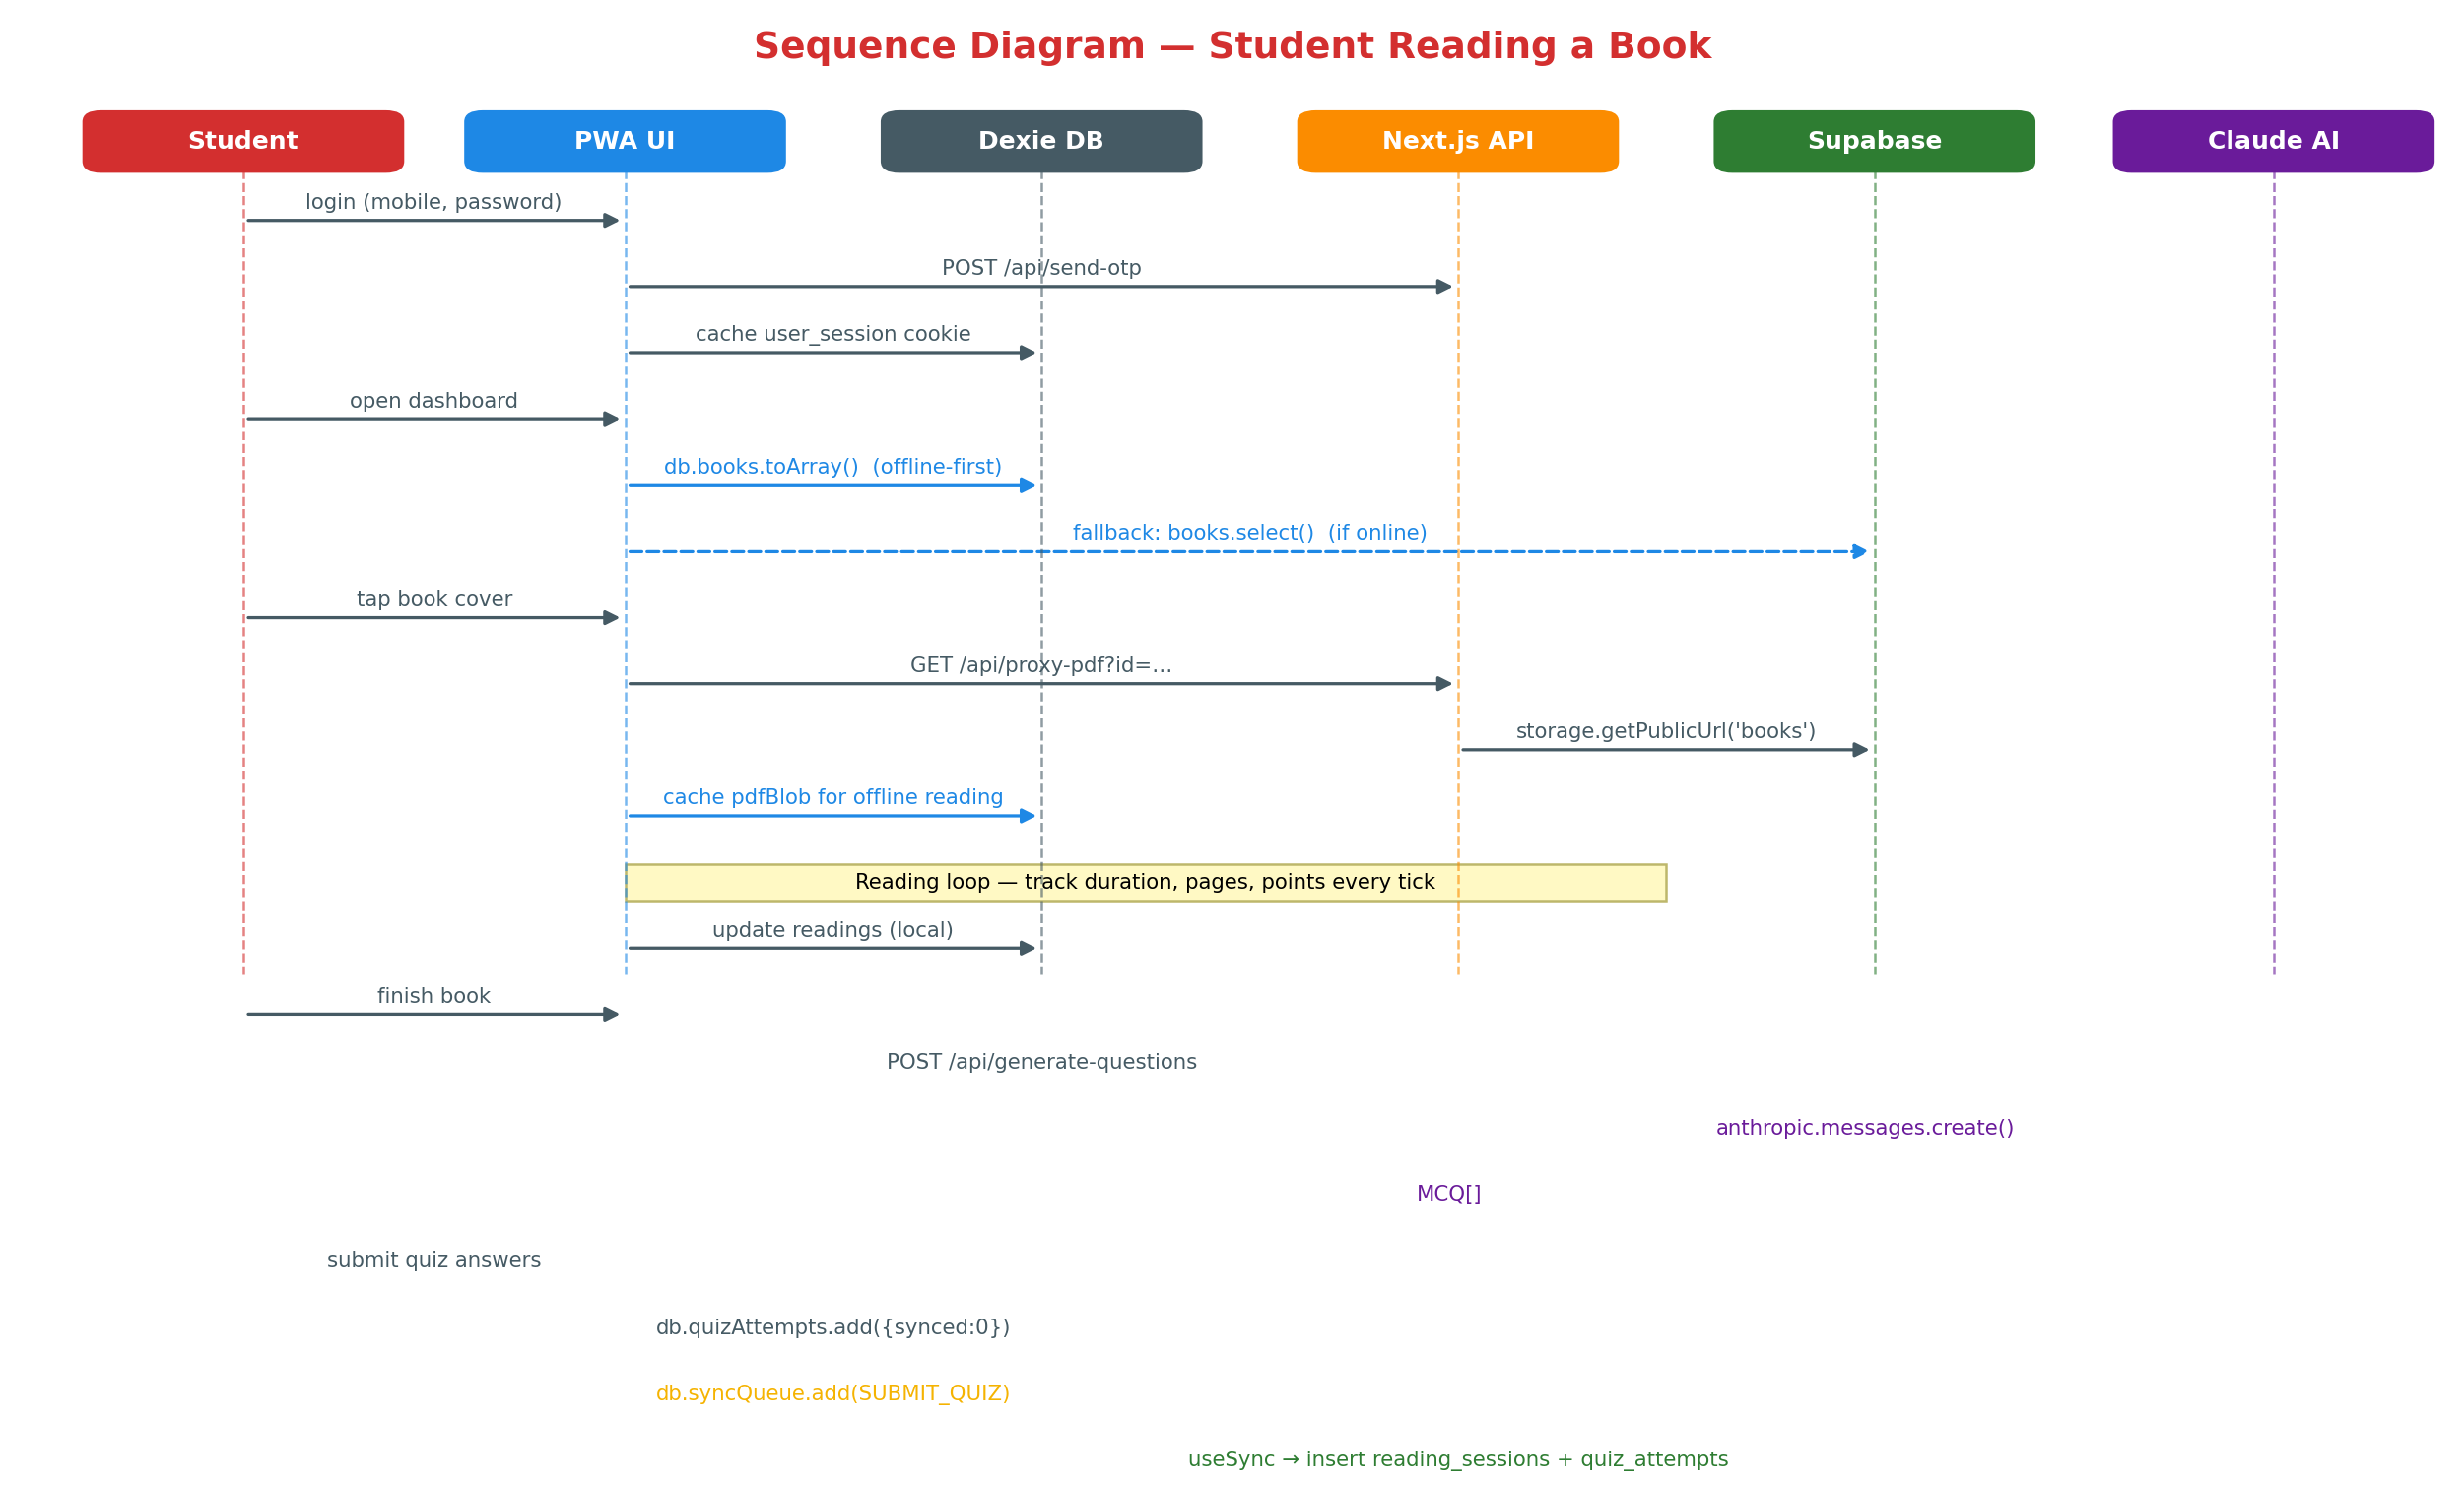 Sequence Diagram — Student Reading a Book
Student
PWA UI
Dexie DB
Next.js API
Supabase
Claude AI
login (mobile, password)
POST /api/send-otp
cache user_session cookie
open dashboard
db.books.toArray()  (offline-first)
fallback: books.select()  (if online)
tap book cover
GET /api/proxy-pdf?id=…
storage.getPublicUrl('books')
cache pdfBlob for offline reading
Reading loop — track duration, pages, points every tick
update readings (local)
finish book
POST /api/generate-questions
anthropic.messages.create()
MCQ[]
submit quiz answers
db.quizAttempts.add({synced:0})
db.syncQueue.add(SUBMIT_QUIZ)
useSync → insert reading_sessions + quiz_attempts